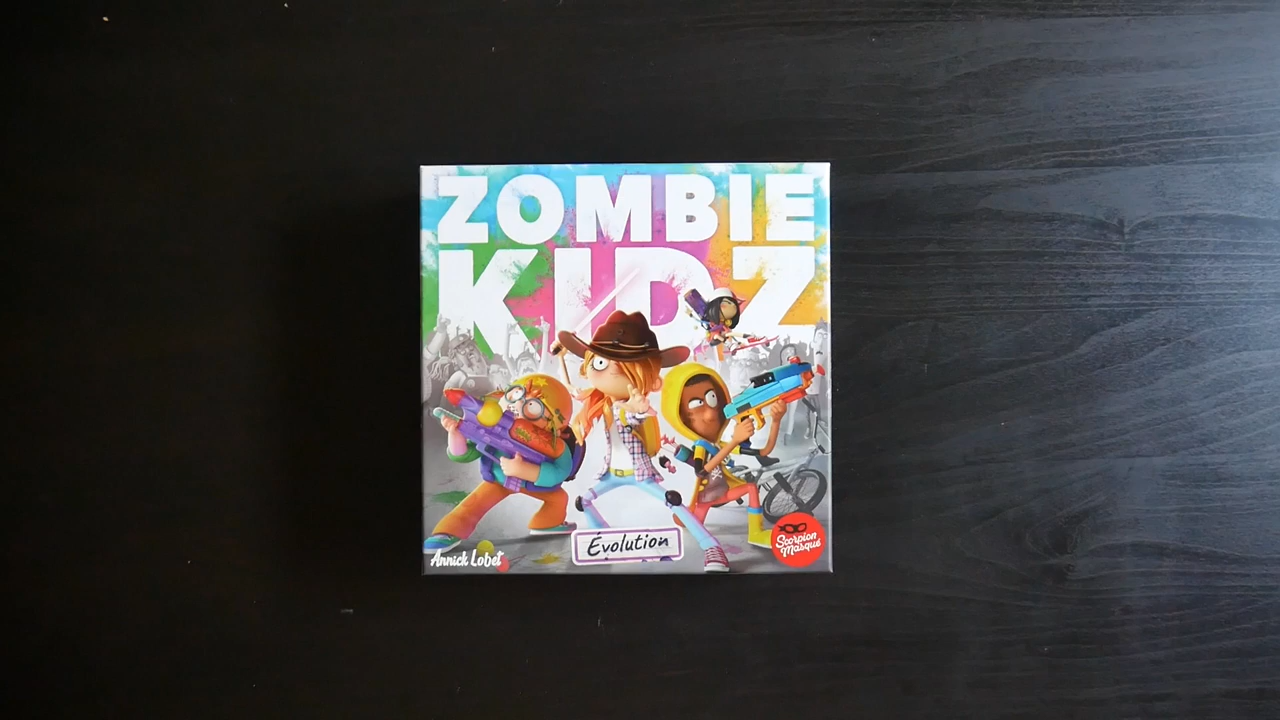 ZOMBIE
KIDZ
Évolution
Annick Lobet
Scorpion
Masqué